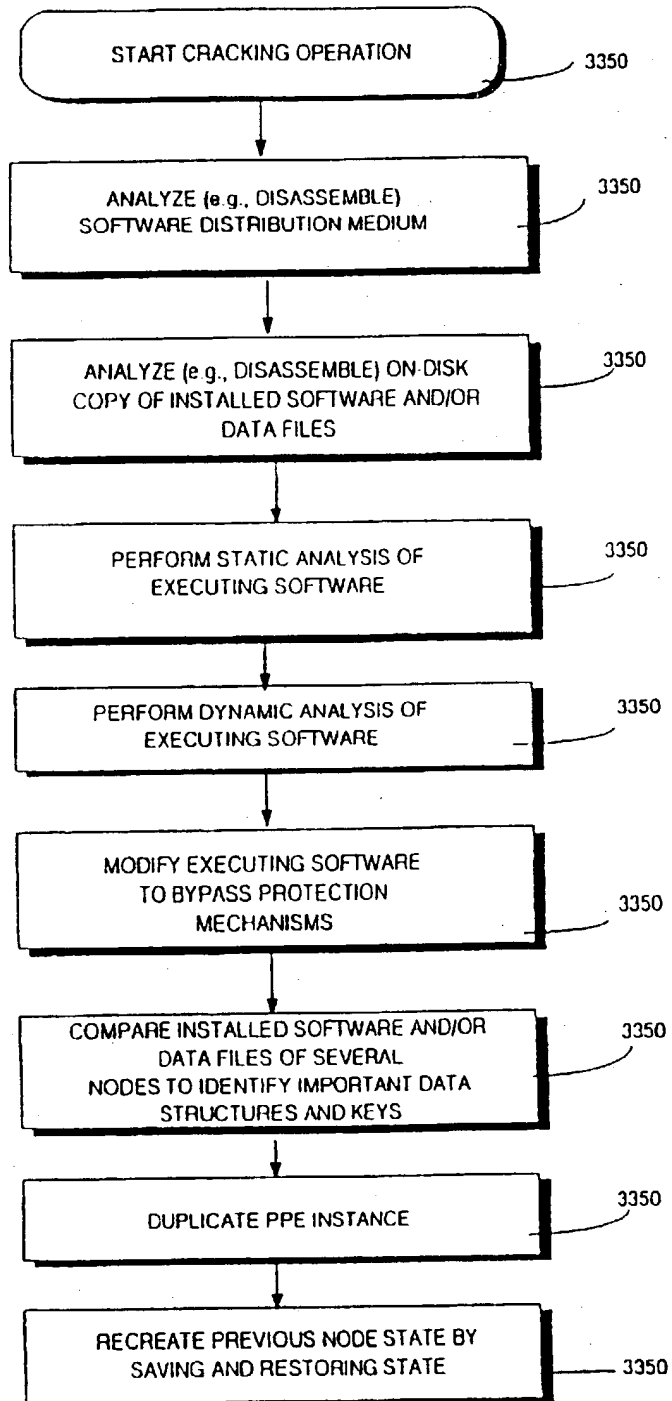 START CRACKING OPERATION
3350
ANALYZE (e.g., DISASSEMBLE)
SOFTWARE DISTRIBUTION MEDIUM
3350
ANALYZE (e.g., DISASSEMBLE) ON-DISK
COPY OF INSTALLED SOFTWARE AND/OR
DATA FILES
3350
PERFORM STATIC ANALYSIS OF
EXECUTING SOFTWARE
3350
PERFORM DYNAMIC ANALYSIS OF
EXECUTING SOFTWARE
3350
MODIFY EXECUTING SOFTWARE
TO BYPASS PROTECTION
MECHANISMS
3350
COMPARE INSTALLED SOFTWARE AND/OR
DATA FILES OF SEVERAL
NODES TO IDENTIFY IMPORTANT DATA
STRUCTURES AND KEYS
3350
DUPLICATE PPE INSTANCE
3350
RECREATE PREVIOUS NODE STATE BY
SAVING AND RESTORING STATE
3350